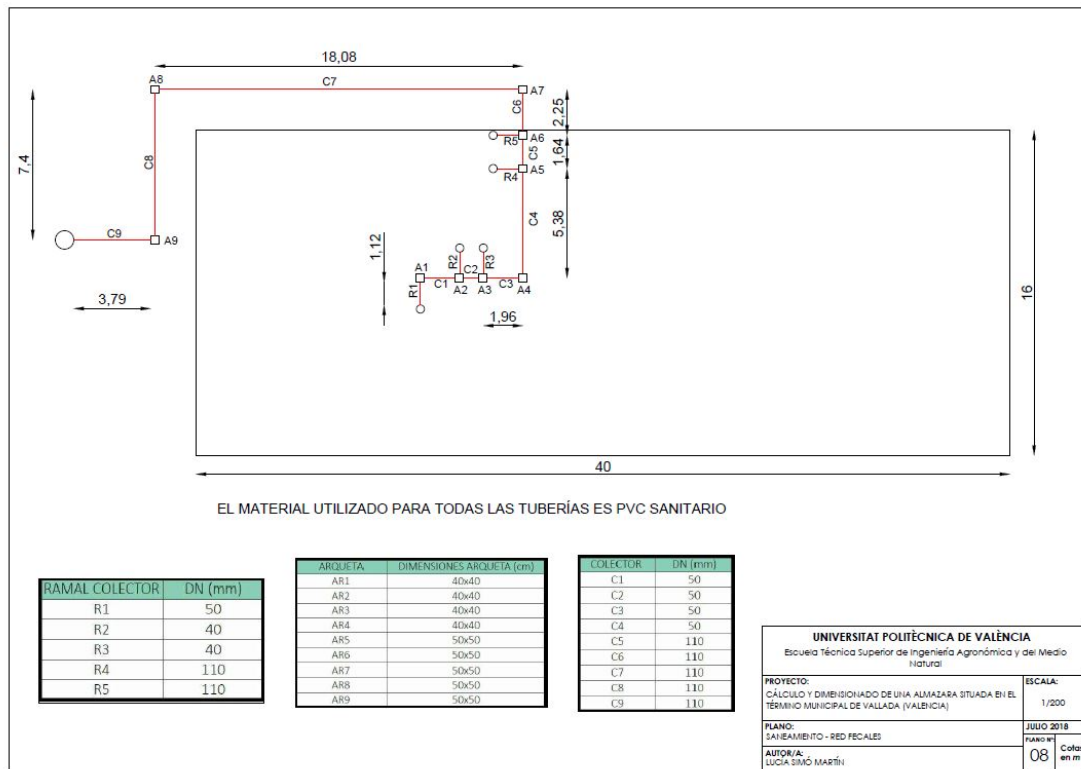 18,08
A8
C7
A7
C6
2,25
A6
R5
C5
1,64
R4
A5
7,4
C8
C4
5,38
C9
A9
1,12
R2
R3
A1
C2
C1
C3
R1
A2
A3
A4
3,79
1,96
16
40
EL MATERIAL UTILIZADO PARA TODAS LAS TUBERÍAS ES PVC SANITARIO
RAMAL COLECTOR DN (mm)
R1 50
R2 40
R3 40
R4 110
R5 110
ARQUETA DIMENSIONES ARQUETA (cm)
AR1 40x40
AR2 40x40
AR3 40x40
AR4 40x40
AR5 50x50
AR6 50x50
AR7 50x50
AR8 50x50
AR9 50x50
COLECTOR DN (mm)
C1 50
C2 50
C3 50
C4 50
C5 110
C6 110
C7 110
C8 110
C9 110
UNIVERSITAT POLITÈCNICA DE VALÈNCIA
Escuela Técnica Superior de Ingeniería Agronómica y del Medio
Natural
PROYECTO:
CÁLCULO Y DIMENSIONADO DE UNA ALMAZARA SITUADA EN EL
TÉRMINO MUNICIPAL DE VALLADA (VALENCIA)
ESCALA:
1/200
PLANO:
SANEAMIENTO - RED FECALES
JULIO 2018
AUTOR/A:
LUCÍA SIMÓ MARTÍN
PLANO Nº:
08
Cotas
en m